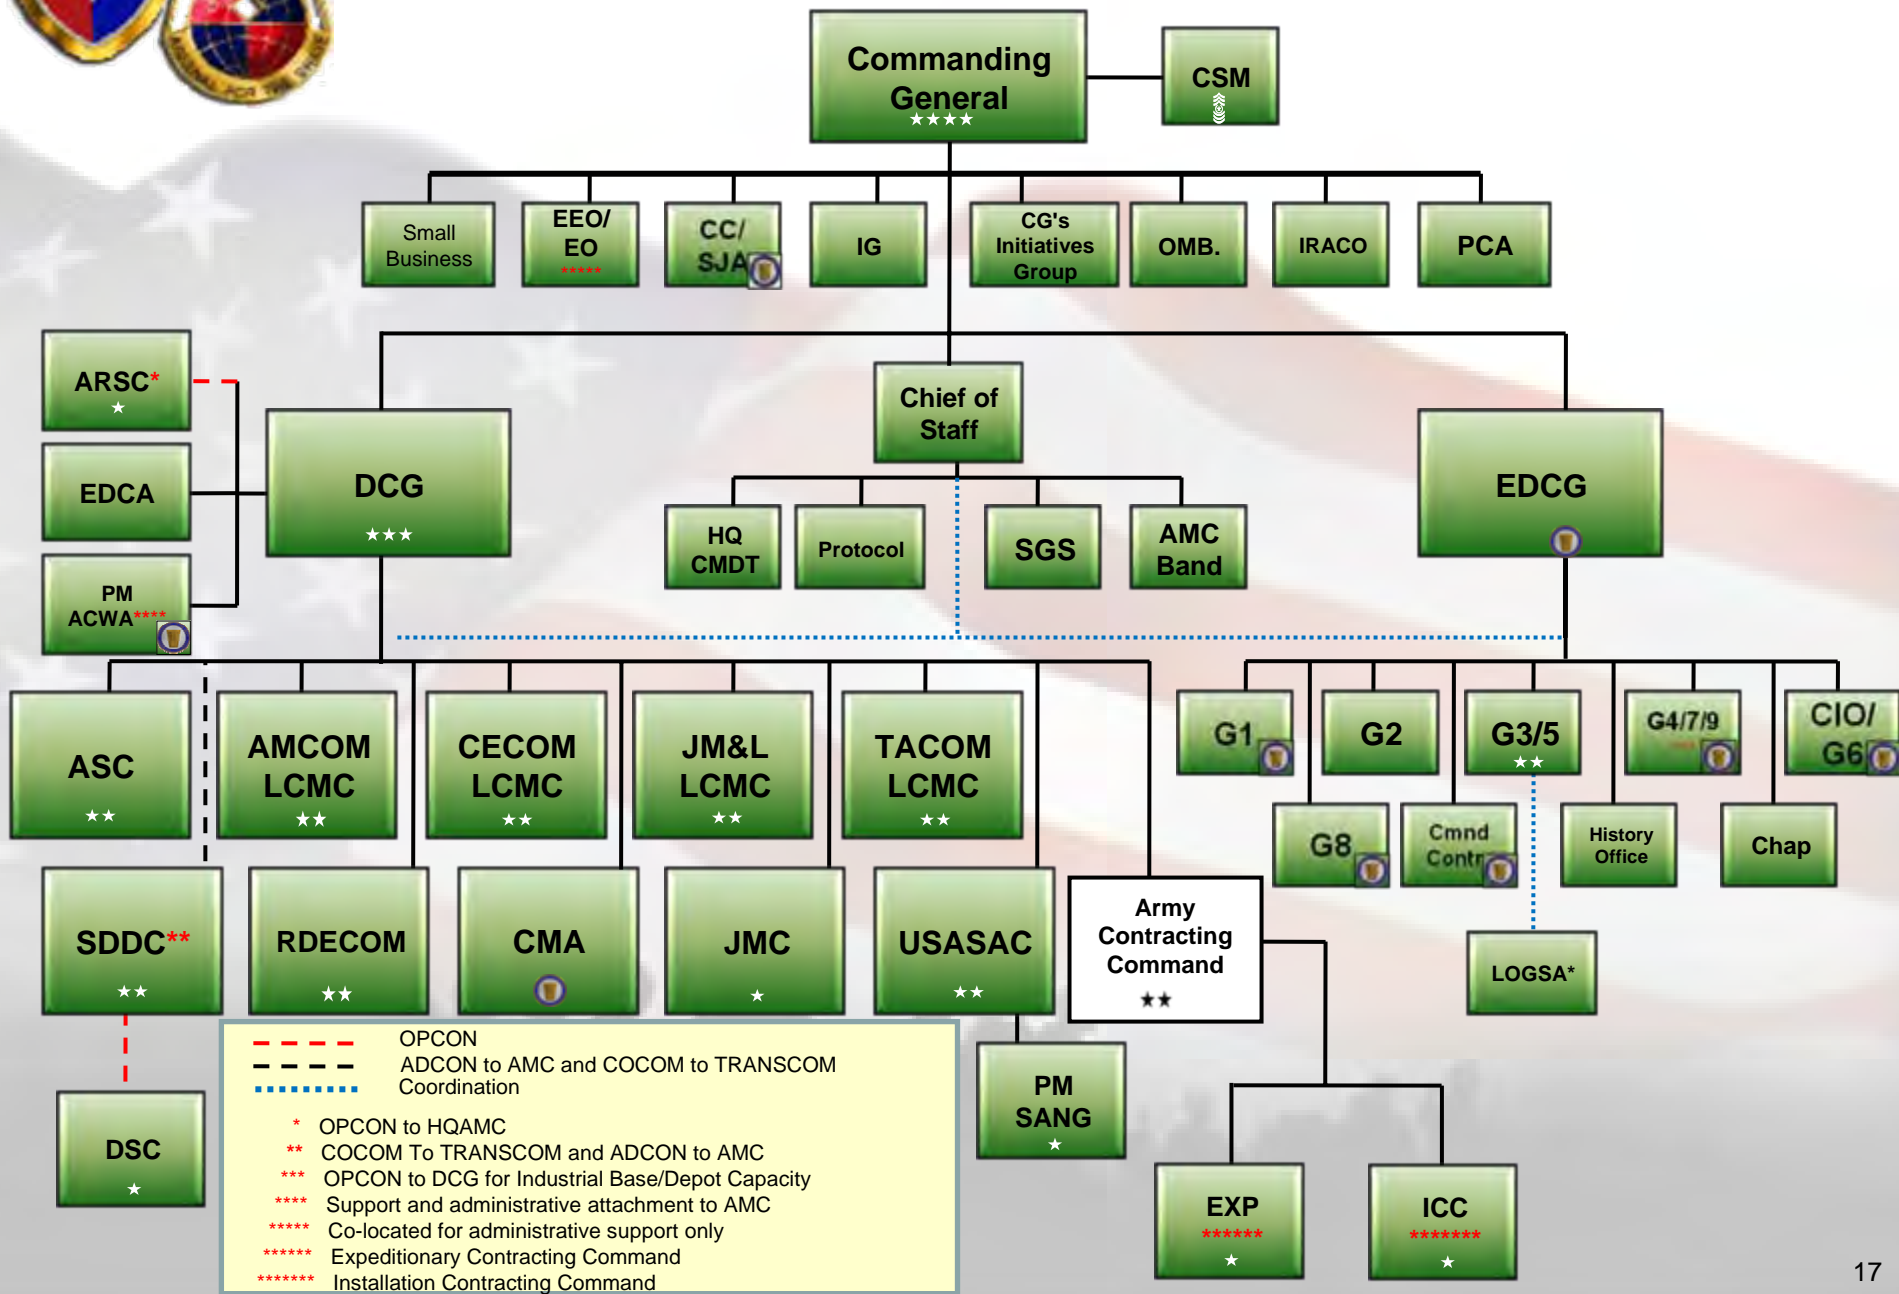 ARSENAL FOR THE BRAVE
Commanding
General
CSM
Small
Business
EEO/
EO
*****
CC/
SJA
IG
CG's
Initiatives
Group
OMB.
IRACO
PCA
ARSC*
EDCA
PM
ACWA****
DCG
Chief of
Staff
EDCG
HQ
CMDT
Protocol
SGS
AMC
Band
ASC
AMCOM
LCMC
CECOM
LCMC
JM&L
LCMC
TACOM
LCMC
G1
G2
G3/5
G4/7/9
CIO/
G6
G8
Cmnd
Contr
History
Office
Chap
SDDC**
RDECOM
CMA
JMC
USASAC
Army
Contracting
Command
LOGSA*
DSC
PM
SANG
EXP
******
ICC
*******
OPCON
ADCON to AMC and COCOM to TRANSCOM
Coordination
* OPCON to HQAMC
** COCOM To TRANSCOM and ADCON to AMC
*** OPCON to DCG for Industrial Base/Depot Capacity
**** Support and administrative attachment to AMC
***** Co-located for administrative support only
****** Expeditionary Contracting Command
******* Installation Contracting Command
17